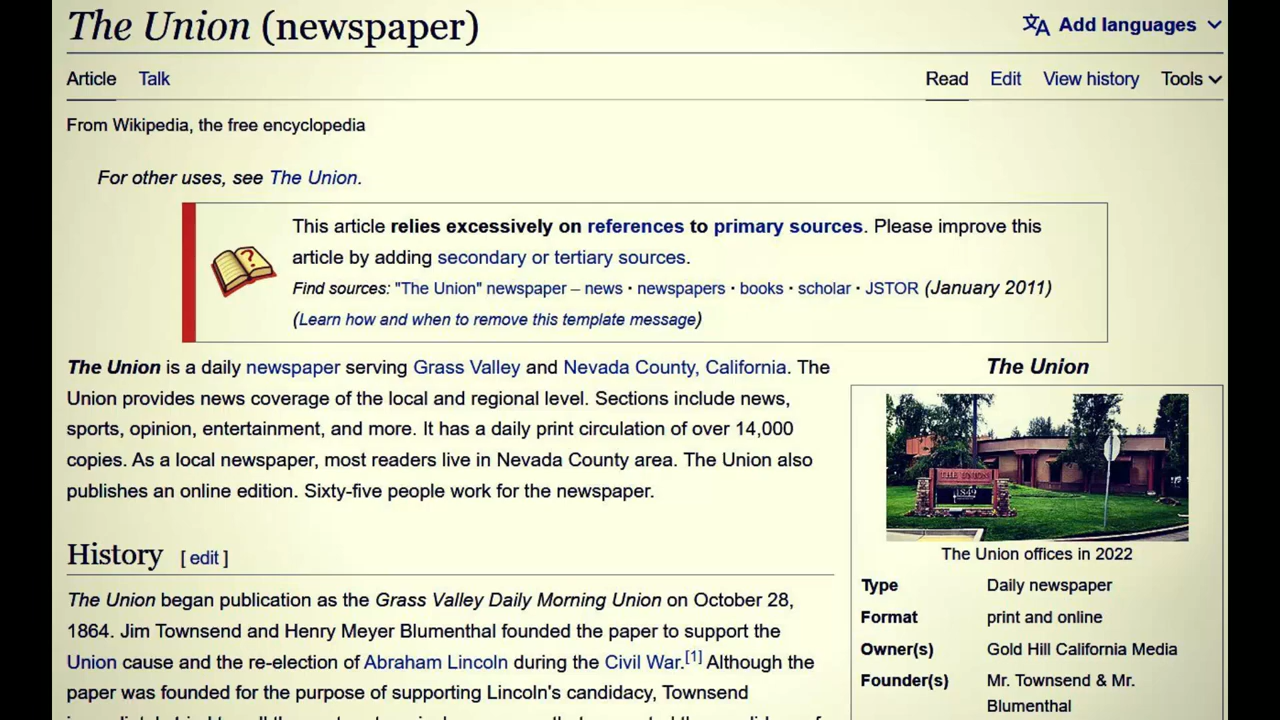 The Union (newspaper)
Add languages
Article Talk
Read Edit View history Tools
From Wikipedia, the free encyclopedia
For other uses, see The Union.
This article relies excessively on references to primary sources. Please improve this
article by adding secondary or tertiary sources.
Find sources: "The Union" newspaper – news · newspapers · books · scholar · JSTOR (January 2011)
(Learn how and when to remove this template message)
The Union is a daily newspaper serving Grass Valley and Nevada County, California. The
Union provides news coverage of the local and regional level. Sections include news,
sports, opinion, entertainment, and more. It has a daily print circulation of over 14,000
copies. As a local newspaper, most readers live in Nevada County area. The Union also
publishes an online edition. Sixty-five people work for the newspaper.
History [ edit ]
The Union began publication as the Grass Valley Daily Morning Union on October 28,
1864. Jim Townsend and Henry Meyer Blumenthal founded the paper to support the
Union cause and the re-election of Abraham Lincoln during the Civil War.[1] Although the
paper was founded for the purpose of supporting Lincoln's candidacy, Townsend
The Union
THE UNION
1849
The Union offices in 2022
Type Daily newspaper
Format print and online
Owner(s) Gold Hill California Media
Founder(s) Mr. Townsend & Mr.
Blumenthal